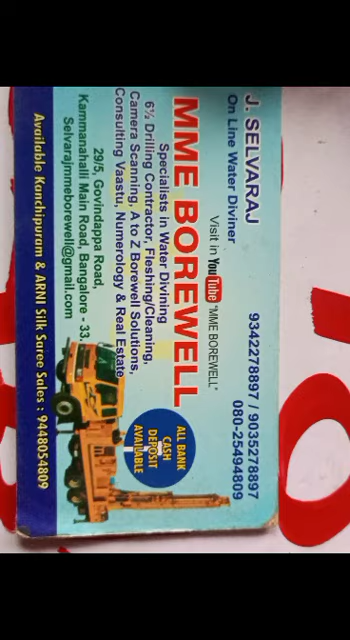 J. SELVARAJ
On Line Water Diviner
9342278897 / 9035278897
080-25494809
Visit in YouTube "MME BOREWELL"
MME BOREWELL
Specialists in Water Divining
6½ Drilling Contractor, Fleshing/Cleaning,
Camera Scanning, A to Z Borewell Solutions,
Consulting Vaastu, Numerology & Real Estate
ALL BANK
CASH
DEPOSIT
AVAILABLE
29/5, Govindappa Road,
Kammanahalli Main Road, Bangalore - 33.
Selvarajmmeborewell@gmail.com
Available Kanchipuram & ARNI Silk Saree Sales : 9448054809